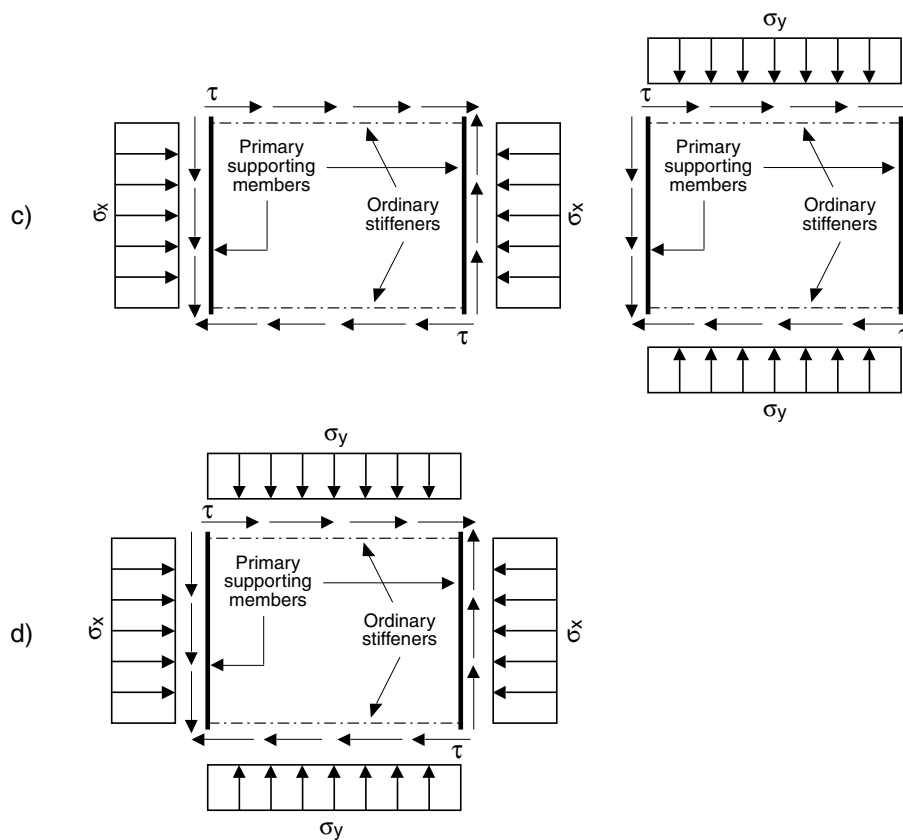 c)
σx
τ
Primary
supporting
members
Ordinary
stiffeners
τ
σx
σy
τ
Primary
supporting
members
Ordinary
stiffeners
τ
σy
d)
σy
σx
τ
Primary
supporting
members
Ordinary
stiffeners
τ
σx
σy